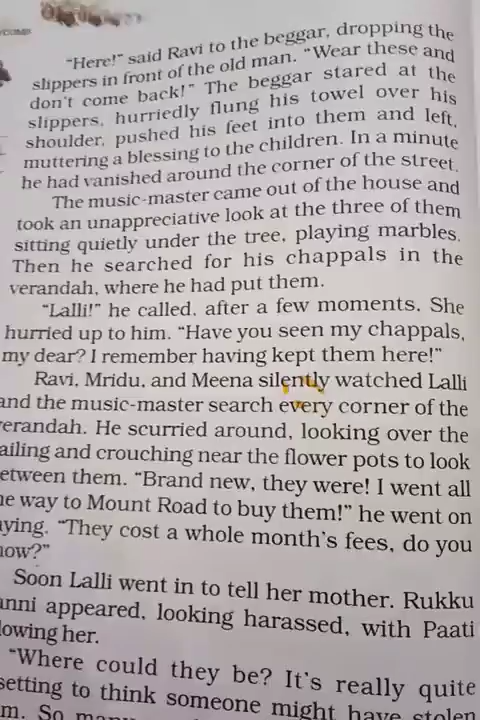 "Here!" said Ravi to the beggar, dropping the
slippers in front of the old man. "Wear these and
don't come back!" The beggar stared at the
slippers, hurriedly flung his towel over his
shoulder, pushed his feet into them and left,
muttering a blessing to the children. In a minute
he had vanished around the corner of the street.
The music-master came out of the house and
took an unappreciative look at the three of them
sitting quietly under the tree, playing marbles.
Then he searched for his chappals in the
verandah, where he had put them.
"Lalli!" he called, after a few moments. She
hurried up to him. "Have you seen my chappals,
my dear? I remember having kept them here!"
Ravi, Mridu, and Meena silently watched Lalli
and the music-master search every corner of the
verandah. He scurried around, looking over the
ailing and crouching near the flower pots to look
etween them. "Brand new, they were! I went all
he way to Mount Road to buy them!" he went on
aying. "They cost a whole month's fees, do you
now?"
Soon Lalli went in to tell her mother. Rukku
anni appeared, looking harassed, with Paati
lowing her.
"Where could they be? It's really quite
setting to think someone might have stolen
m. So many